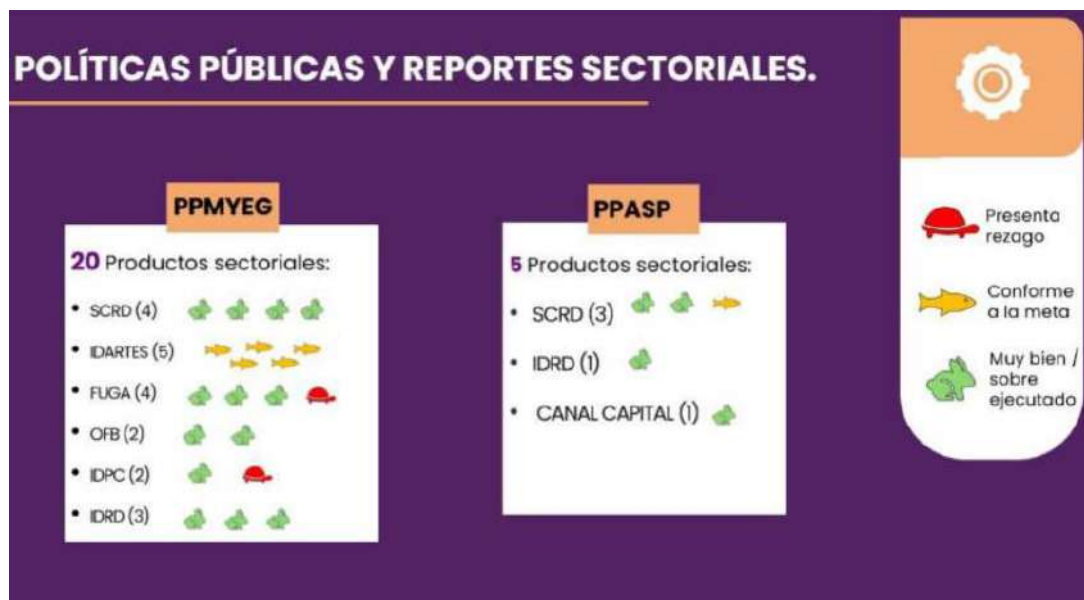 POLÍTICAS PÚBLICAS Y REPORTES SECTORIALES.
PPMYEG
20 Productos sectoriales:
• SCRD (4)
• IDARTES (5)
• FUGA (4)
• OFB (2)
• IDPC (2)
• IDRD (3)
PPASP
5 Productos sectoriales:
• SCRD (3)
• IDRD (1)
• CANAL CAPITAL (1)
Presenta
rezago
Conforme
a la meta
Muy bien /
sobre
ejecutado